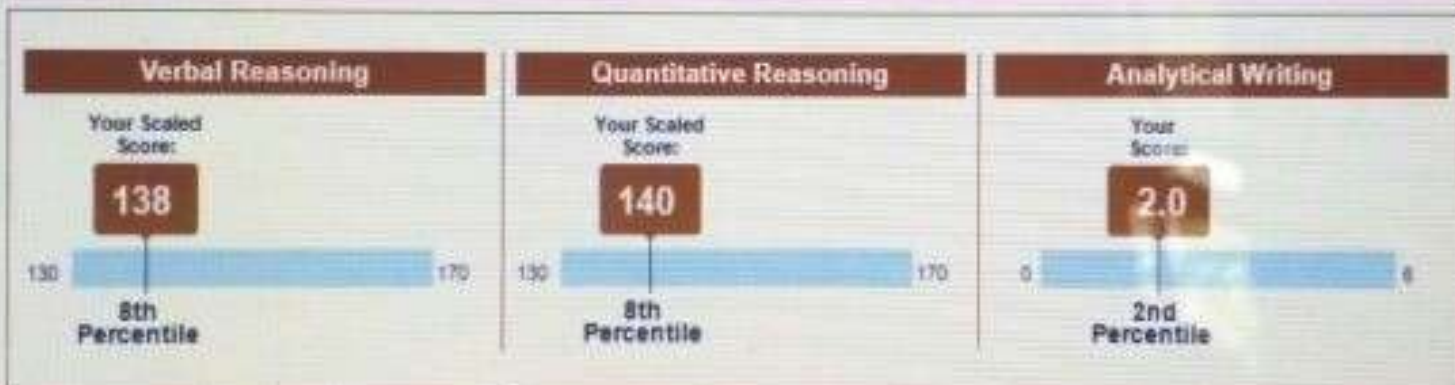 Verbal Reasoning
Your Scaled
Score:
138
130
170
8th
Percentile
Quantitative Reasoning
Your Scaled
Score:
140
130
170
8th
Percentile
Analytical Writing
Your
Score:
2.0
0
6
2nd
Percentile